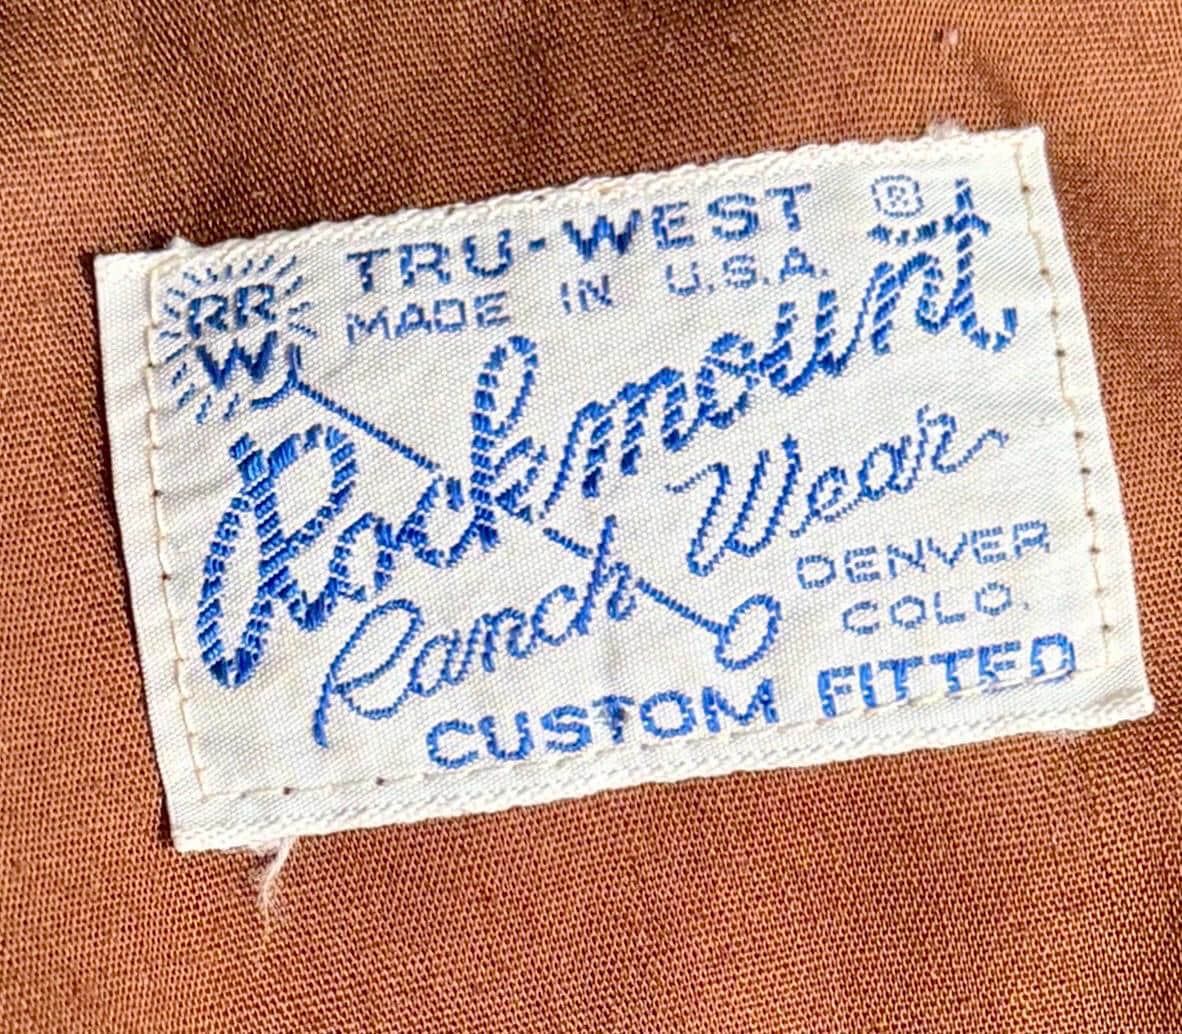 TRU-WEST ®
MADE IN U.S.A.
RR
W
Rockmount
Ranch Wear
DENVER
COLO.
CUSTOM FITTED